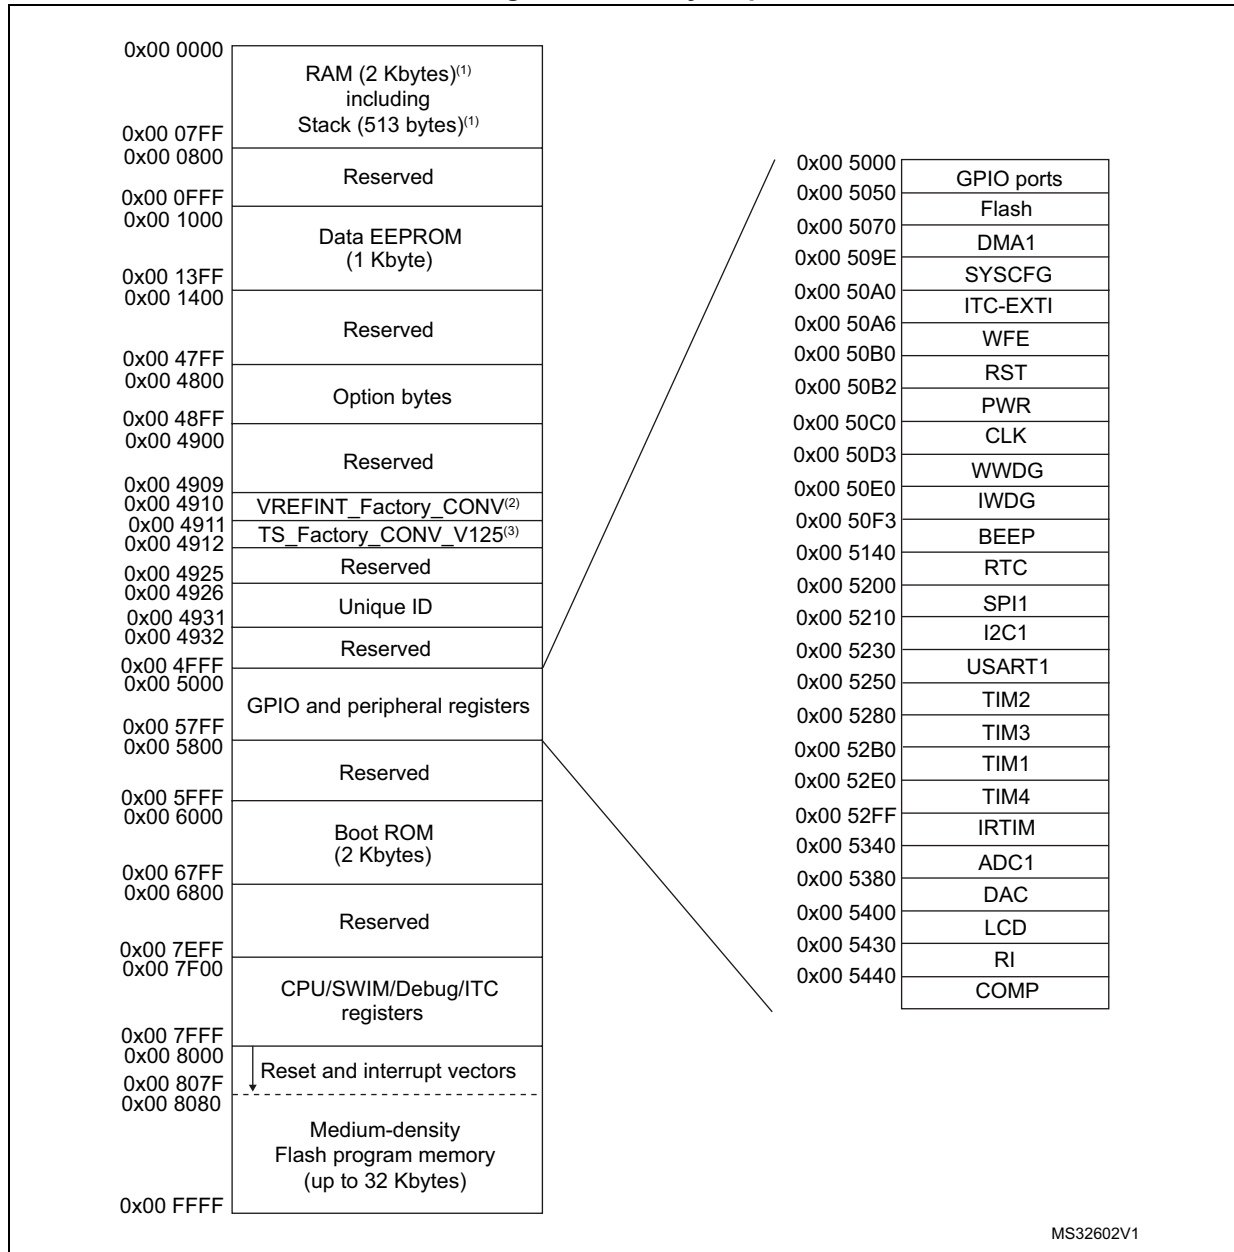 0x00 0000
RAM (2 Kbytes)(1)
including
Stack (513 bytes)(1)
0x00 07FF
0x00 0800
Reserved
0x00 0FFF
0x00 1000
Data EEPROM
(1 Kbyte)
0x00 13FF
0x00 1400
Reserved
0x00 47FF
0x00 4800
Option bytes
0x00 48FF
0x00 4900
Reserved
0x00 4909
0x00 4910
VREFINT_Factory_CONV(2)
0x00 4911
TS_Factory_CONV_V125(3)
0x00 4912
Reserved
0x00 4925
0x00 4926
Unique ID
0x00 4931
0x00 4932
Reserved
0x00 4FFF
0x00 5000
GPIO and peripheral registers
0x00 57FF
0x00 5800
Reserved
0x00 5FFF
0x00 6000
Boot ROM
(2 Kbytes)
0x00 67FF
0x00 6800
Reserved
0x00 7EFF
0x00 7F00
CPU/SWIM/Debug/ITC
registers
0x00 7FFF
0x00 8000
Reset and interrupt vectors
0x00 807F
0x00 8080
Medium-density
Flash program memory
(up to 32 Kbytes)
0x00 FFFF
0x00 5000
GPIO ports
0x00 5050
Flash
0x00 5070
DMA1
0x00 509E
SYSCFG
0x00 50A0
ITC-EXTI
0x00 50A6
WFE
0x00 50B0
RST
0x00 50B2
PWR
0x00 50C0
CLK
0x00 50D3
WWDG
0x00 50E0
IWDG
0x00 50F3
BEEP
0x00 5140
RTC
0x00 5200
SPI1
0x00 5210
I2C1
0x00 5230
USART1
0x00 5250
TIM2
0x00 5280
TIM3
0x00 52B0
TIM1
0x00 52E0
TIM4
0x00 52FF
IRTIM
0x00 5340
ADC1
0x00 5380
DAC
0x00 5400
LCD
0x00 5430
RI
0x00 5440
COMP
MS32602V1